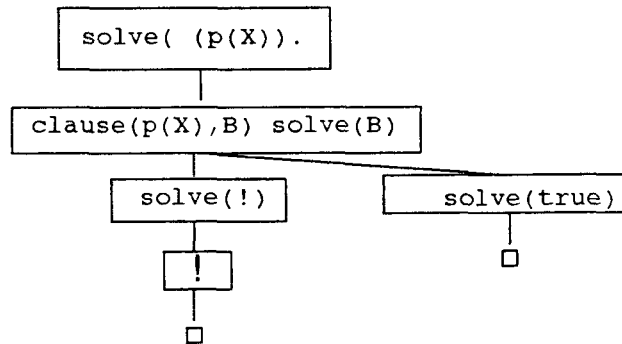 solve( (p(X)).
clause(p(X),B) solve(B)
solve(!)
solve(true)
!